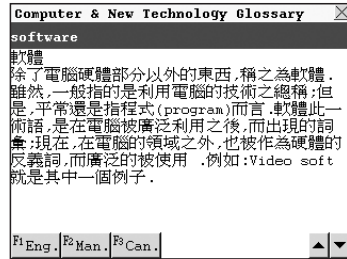 Computer & New Technology Glossary
software
軟體
除了電腦硬體部分以外的東西,稱之為軟體.
雖然,一般指的是利用電腦的技術之總稱;但
是,平常還是指程式(program)而言.軟體此一
術語,是在電腦被廣泛利用之後,而出現的詞
彙;現在,在電腦的領域之外,也被作為硬體的
反義詞,而廣泛的被使用 .例如:Video soft
就是其中一個例子.
F1 Eng. F2 Man. F3 Can.